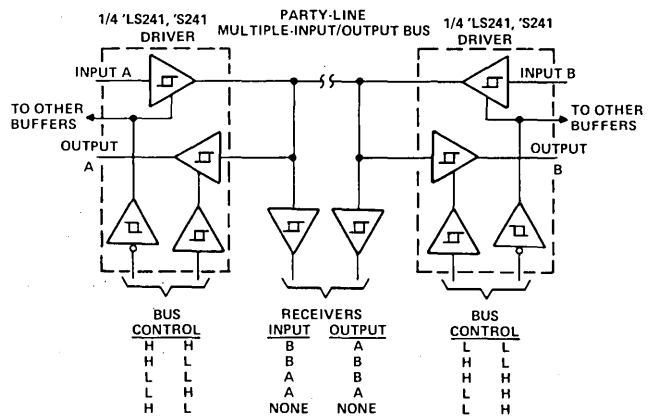 1/4 'LS241, 'S241
DRIVER
PARTY-LINE
MULTIPLE-INPUT/OUTPUT BUS
1/4 'LS241, 'S241
DRIVER
INPUT A
INPUT B
TO OTHER
BUFFERS
TO OTHER
BUFFERS
OUTPUT
A
OUTPUT
B
BUS
CONTROL
RECEIVERS
INPUT OUTPUT
BUS
CONTROL
H H B A L L
H L B B H L
L L A B H H
L H A A L H
H L NONE NONE L H